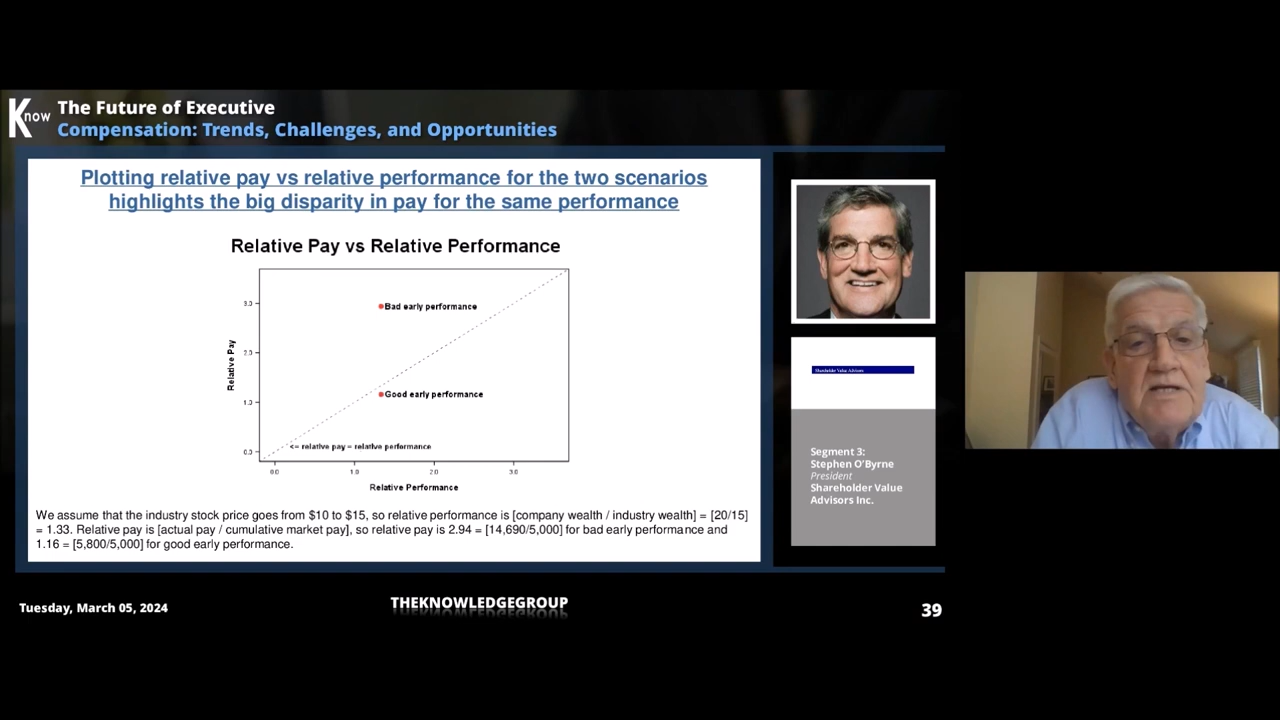 Know
The Future of Executive
Compensation: Trends, Challenges, and Opportunities
Plotting relative pay vs relative performance for the two scenarios
highlights the big disparity in pay for the same performance
Relative Pay vs Relative Performance
3.0
Bad early performance
2.0
Relative Pay
1.0
Good early performance
0.0
<= relative pay = relative performance
0.0 1.0 2.0 3.0
Relative Performance
We assume that the industry stock price goes from $10 to $15, so relative performance is [company wealth / industry wealth] = [20/15]
= 1.33. Relative pay is [actual pay / cumulative market pay], so relative pay is 2.94 = [14,690/5,000] for bad early performance and
1.16 = [5,800/5,000] for good early performance.
Shareholder Value Advisors
Segment 3:
Stephen O'Byrne
President
Shareholder Value
Advisors Inc.
Tuesday, March 05, 2024
THEKNOWLEDGEGROUP
39